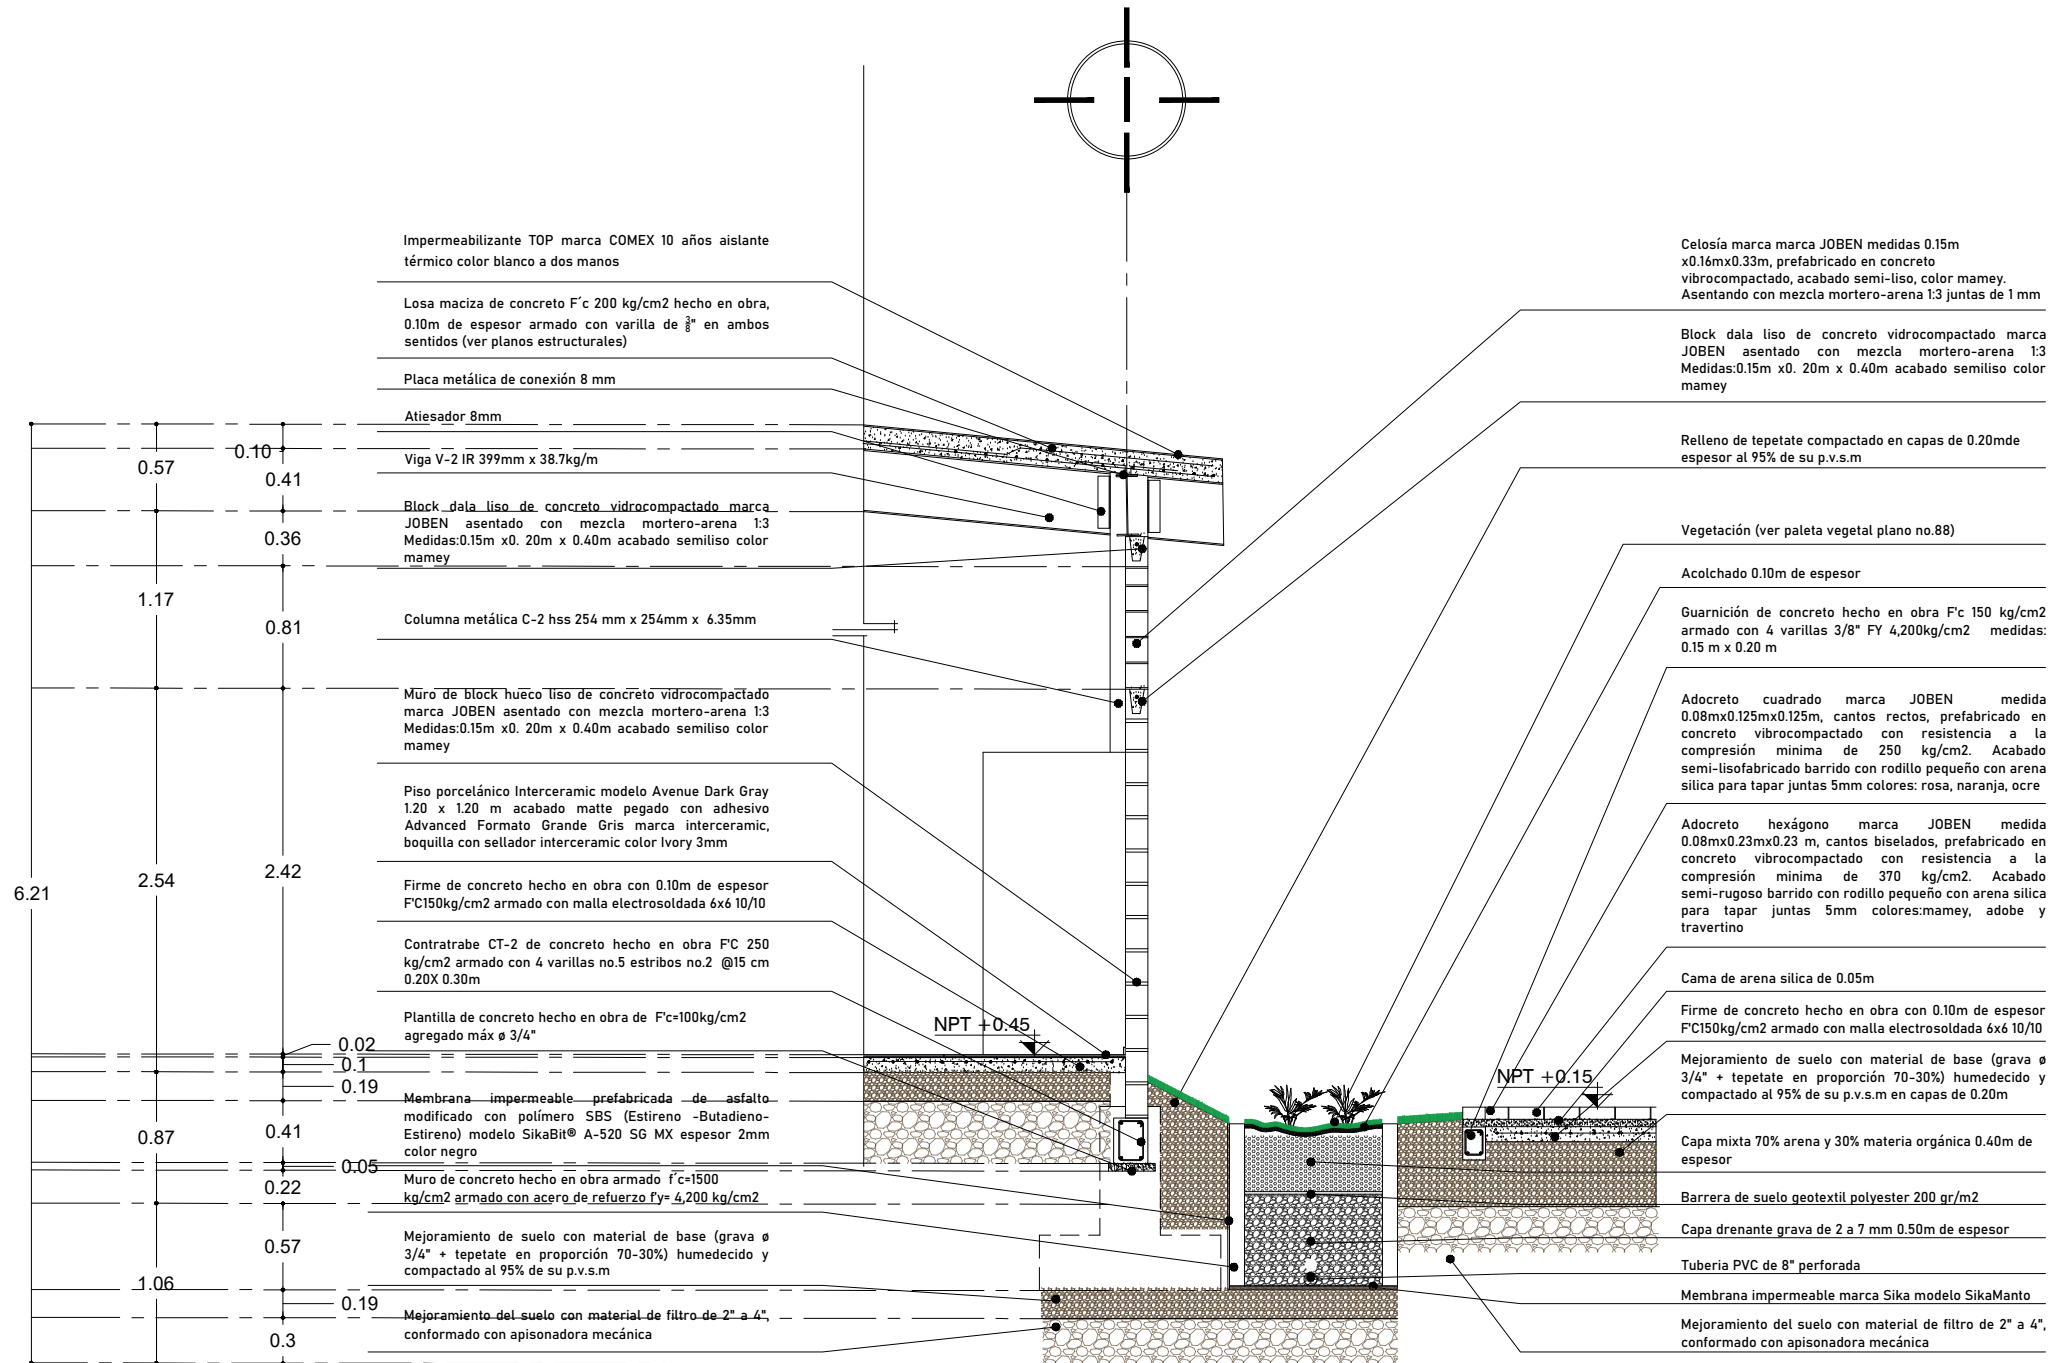 Impermeabilizante TOP marca COMEX 10 años aislante
térmico color blanco a dos manos
Losa maciza de concreto F´c 200 kg/cm2 hecho en obra,
0.10m de espesor armado con varilla de 3/8" en ambos
sentidos (ver planos estructurales)
Placa metálica de conexión 8 mm
Atiesador 8mm
Viga V-2 IR 399mm x 38.7kg/m
Block dala liso de concreto vidrocompactado marca
JOBEN asentado con mezcla mortero-arena 1:3
Medidas:0.15m x0. 20m x 0.40m acabado semiliso color
mamey
Columna metálica C-2 hss 254 mm x 254mm x 6.35mm
Muro de block hueco liso de concreto vidrocompactado
marca JOBEN asentado con mezcla mortero-arena 1:3
Medidas:0.15m x0. 20m x 0.40m acabado semiliso color
mamey
Piso porcelánico Interceramic modelo Avenue Dark Gray
1.20 x 1.20 m acabado matte pegado con adhesivo
Advanced Formato Grande Gris marca interceramic,
boquilla con sellador interceramic color Ivory 3mm
Firme de concreto hecho en obra con 0.10m de espesor
F'C150kg/cm2 armado con malla electrosoldada 6x6 10/10
Contratrabe CT-2 de concreto hecho en obra F'C 250
kg/cm2 armado con 4 varillas no.5 estribos no.2 @15 cm
0.20X 0.30m
Plantilla de concreto hecho en obra de F'c=100kg/cm2
agregado máx ø 3/4"
Membrana impermeable prefabricada de asfalto
modificado con polímero SBS (Estireno -Butadieno-
Estireno) modelo SikaBit® A-520 SG MX espesor 2mm
color negro
Muro de concreto hecho en obra armado f´c=1500
kg/cm2 armado con acero de refuerzo f'y= 4,200 kg/cm2
Mejoramiento de suelo con material de base (grava ø
3/4" + tepetate en proporción 70-30%) humedecido y
compactado al 95% de su p.v.s.m
Mejoramiento del suelo con material de filtro de 2" a 4",
conformado con apisonadora mecánica
6.21
0.57
1.17
2.54
0.87
1.06
0.10
0.41
0.36
0.81
2.42
0.02
0.1
0.19
0.41
0.05
0.22
0.57
0.19
0.3
NPT +0.45
NPT +0.15
Celosía marca marca JOBEN medidas 0.15m
x0.16mx0.33m, prefabricado en concreto
vibrocompactado, acabado semi-liso, color mamey.
Asentando con mezcla mortero-arena 1:3 juntas de 1 mm
Block dala liso de concreto vidrocompactado marca
JOBEN asentado con mezcla mortero-arena 1:3
Medidas:0.15m x0. 20m x 0.40m acabado semiliso color
mamey
Relleno de tepetate compactado en capas de 0.20mde
espesor al 95% de su p.v.s.m
Vegetación (ver paleta vegetal plano no.88)
Acolchado 0.10m de espesor
Guarnición de concreto hecho en obra F'c 150 kg/cm2
armado con 4 varillas 3/8" FY 4,200kg/cm2 medidas:
0.15 m x 0.20 m
Adocreto cuadrado marca JOBEN medida
0.08mx0.125mx0.125m, cantos rectos, prefabricado en
concreto vibrocompactado con resistencia a la
compresión minima de 250 kg/cm2. Acabado
semi-lisofabricado barrido con rodillo pequeño con arena
silica para tapar juntas 5mm colores: rosa, naranja, ocre
Adocreto hexágono marca JOBEN medida
0.08mx0.23mx0.23 m, cantos biselados, prefabricado en
concreto vibrocompactado con resistencia a la
compresión minima de 370 kg/cm2. Acabado
semi-rugoso barrido con rodillo pequeño con arena silica
para tapar juntas 5mm colores:mamey, adobe y
travertino
Cama de arena silica de 0.05m
Firme de concreto hecho en obra con 0.10m de espesor
F'C150kg/cm2 armado con malla electrosoldada 6x6 10/10
Mejoramiento de suelo con material de base (grava ø
3/4" + tepetate en proporción 70-30%) humedecido y
compactado al 95% de su p.v.s.m en capas de 0.20m
Capa mixta 70% arena y 30% materia orgánica 0.40m de
espesor
Barrera de suelo geotextil polyester 200 gr/m2
Capa drenante grava de 2 a 7 mm 0.50m de espesor
Tuberia PVC de 8" perforada
Membrana impermeable marca Sika modelo SikaManto
Mejoramiento del suelo con material de filtro de 2" a 4",
conformado con apisonadora mecánica